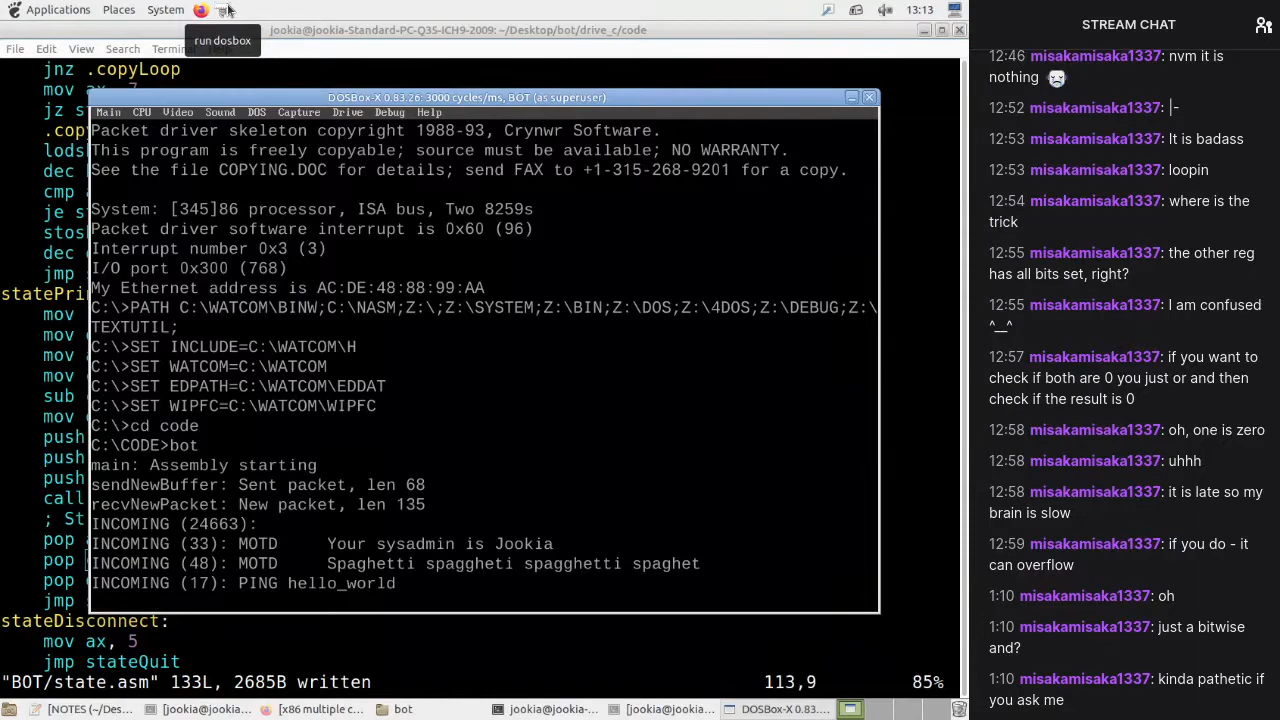 Applications Places System 13:13
run dosbox
jookia@jookia-Standard-PC-Q35-ICH9-2009: ~/Desktop/bot/drive_c/code
File Edit View Search Terminal
jnz .copyLoop
mov ax, 7
jz s
.cop
lods
dec
cmp a
je st
stos
dec
jmp
statePri
mov
mov
mov
mov
sub
mov
push
push
push
call
; St
pop
pop
pop
jmp
stateDisconnect:
mov ax, 5
jmp stateQuit
"BOT/state.asm" 133L, 2685B written 113,9 85%
DOSBox-X 0.83.26: 3000 cycles/ms, BOT (as superuser)
Main CPU Video Sound DOS Capture Drive Debug Help
Packet driver skeleton copyright 1988-93, Crynwr Software.
This program is freely copyable; source must be available; NO WARRANTY.
See the file COPYING.DOC for details; send FAX to +1-315-268-9201 for a copy.
System: [345]86 processor, ISA bus, Two 8259s
Packet driver software interrupt is 0x60 (96)
Interrupt number 0x3 (3)
I/O port 0x300 (768)
My Ethernet address is AC:DE:48:88:99:AA
C:\>PATH C:\WATCOM\BINW;C:\NASM;Z:\;Z:\SYSTEM;Z:\BIN;Z:\DOS;Z:\4DOS;Z:\DEBUG;Z:\
TEXTUTIL;
C:\>SET INCLUDE=C:\WATCOM\H
C:\>SET WATCOM=C:\WATCOM
C:\>SET EDPATH=C:\WATCOM\EDDAT
C:\>SET WIPFC=C:\WATCOM\WIPFC
C:\>cd code
C:\CODE>bot
main: Assembly starting
sendNewBuffer: Sent packet, len 68
recvNewPacket: New packet, len 135
INCOMING (24663):
INCOMING (33): MOTD Your sysadmin is Jookia
INCOMING (48): MOTD Spaghetti spaggheti spagghetti spaghet
INCOMING (17): PING hello_world
[NOTES (~/Des... [jookia@jookia... [x86 multiple c... bot jookia@jookia-... [jookia@jookia... DOSBox-X 0.83....
STREAM CHAT
12:46 misakamisaka1337: nvm it is
nothing
12:52 misakamisaka1337: |-
12:53 misakamisaka1337: It is badass
12:53 misakamisaka1337: loopin
12:54 misakamisaka1337: where is the
trick
12:55 misakamisaka1337: the other reg
has all bits set, right?
12:55 misakamisaka1337: I am confused
^__^
12:57 misakamisaka1337: if you want to
check if both are 0 you just or and then
check if the result is 0
12:58 misakamisaka1337: oh, one is zero
12:58 misakamisaka1337: uhhh
12:58 misakamisaka1337: it is late so my
brain is slow
12:59 misakamisaka1337: if you do - it
can overflow
1:10 misakamisaka1337: oh
1:10 misakamisaka1337: just a bitwise
and?
1:10 misakamisaka1337: kinda pathetic if
you ask me